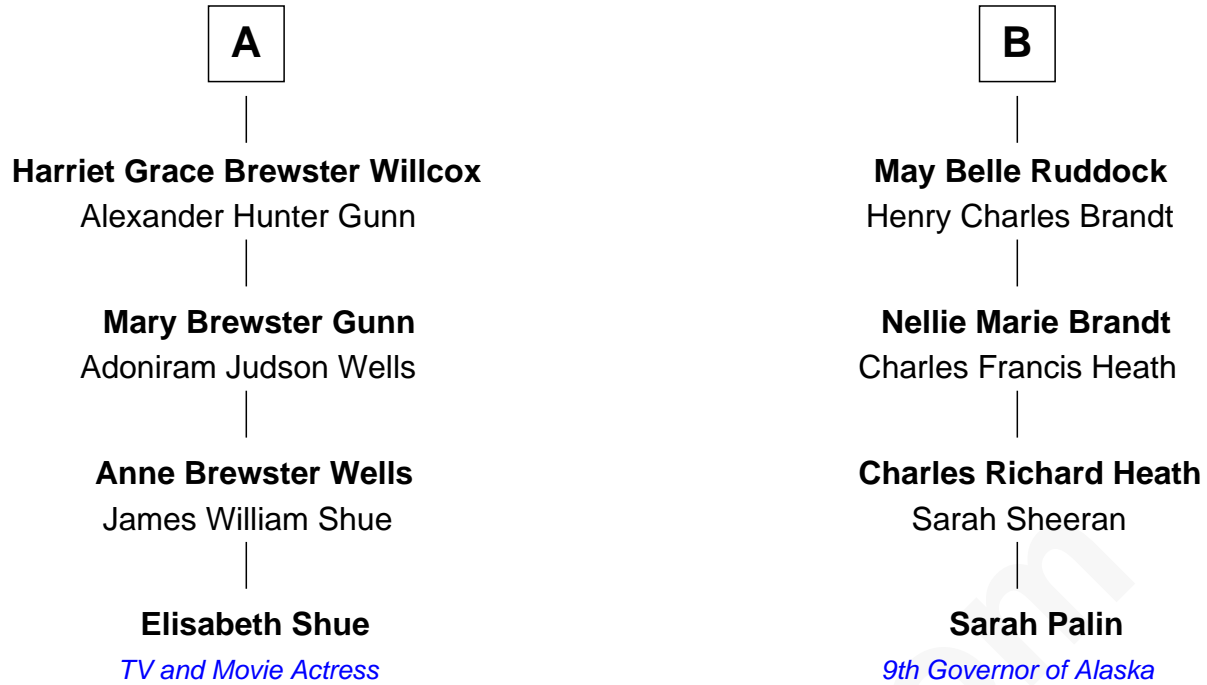 A
B
Harriet Grace Brewster Willcox
Alexander Hunter Gunn
May Belle Ruddock
Henry Charles Brandt
Mary Brewster Gunn
Adoniram Judson Wells
Nellie Marie Brandt
Charles Francis Heath
Anne Brewster Wells
James William Shue
Charles Richard Heath
Sarah Sheeran
Elisabeth Shue
TV and Movie Actress
Sarah Palin
9th Governor of Alaska